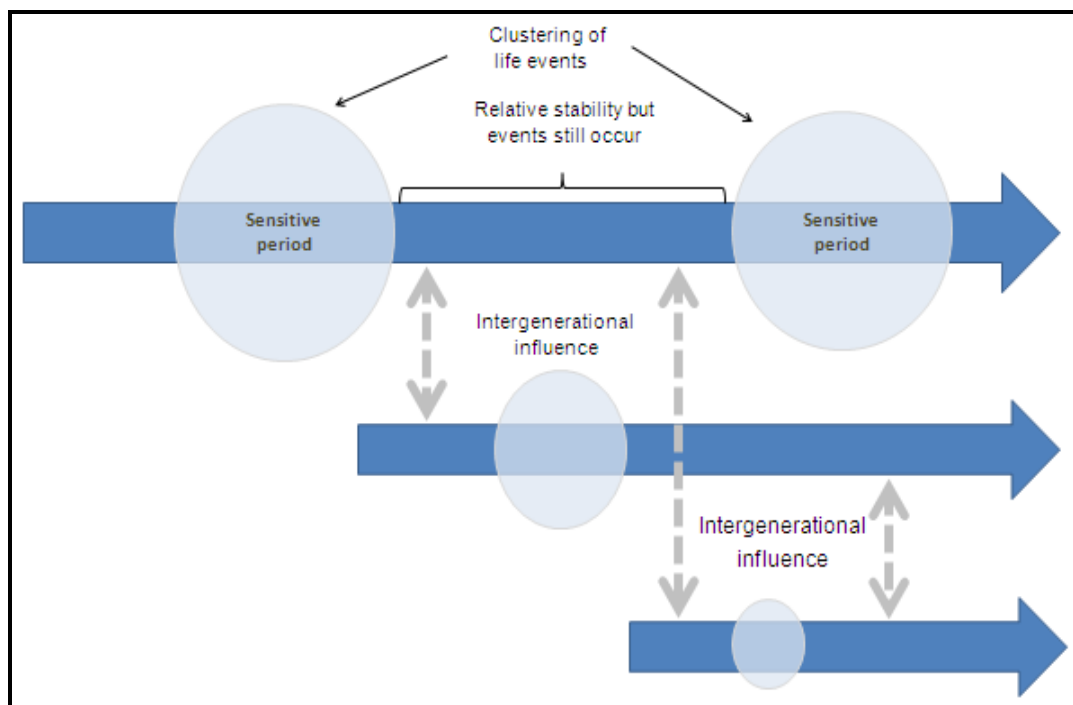 Clustering of
life events
Relative stability but
events still occur
Sensitive
period
Sensitive
period
Intergenerational
influence
Intergenerational
influence